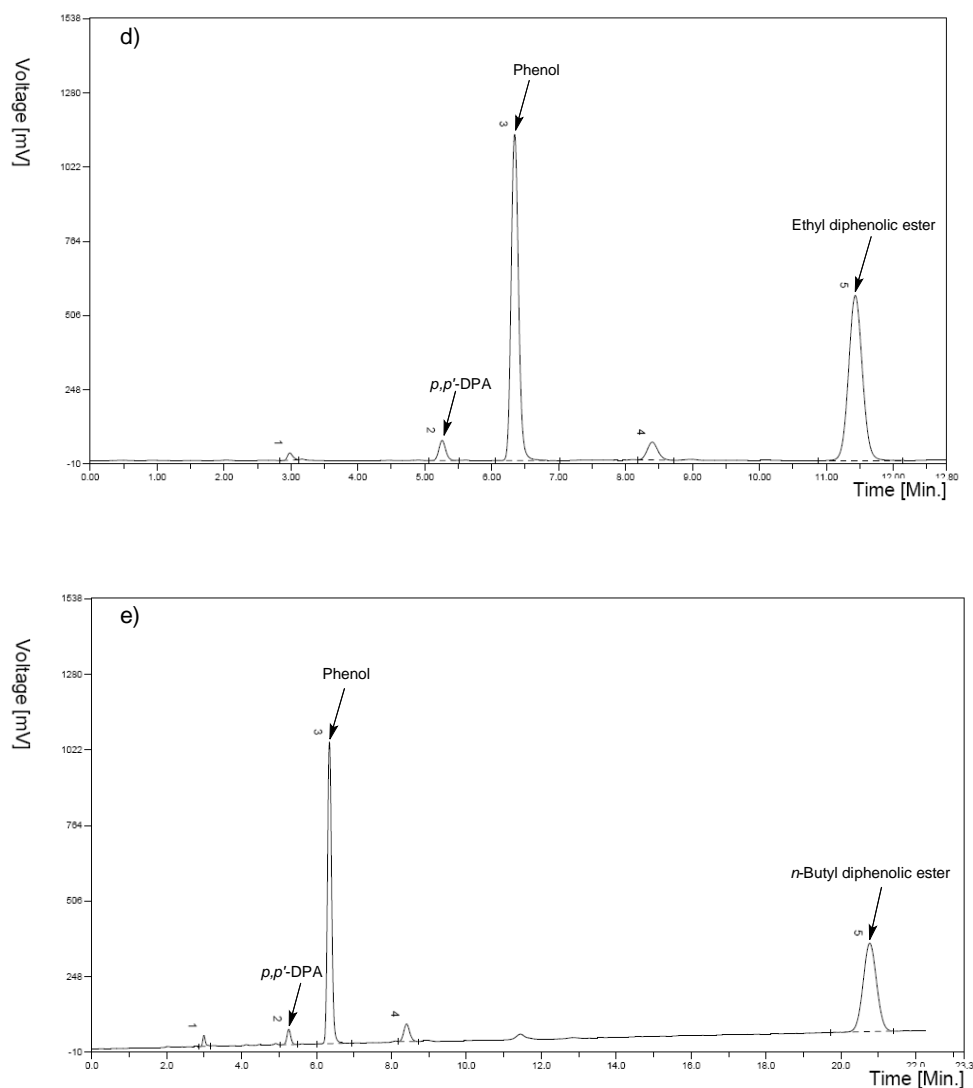 d)
Voltage [mV]
1538
1280
1022
764
506
248
-10
Phenol
3
Ethyl diphenolic ester
5
p,p'-DPA
2
1
4
0.00 1.00 2.00 3.00 4.00 5.00 6.00 7.00 8.00 9.00 10.00 11.00 12.00 12.80
Time [Min.]
e)
Voltage [mV]
1538
1280
1022
764
506
248
-10
Phenol
3
n-Butyl diphenolic ester
5
p,p'-DPA
2
1
4
0.0 2.0 4.0 6.0 8.0 10.0 12.0 14.0 16.0 18.0 20.0 22.0 23.3
Time [Min.]